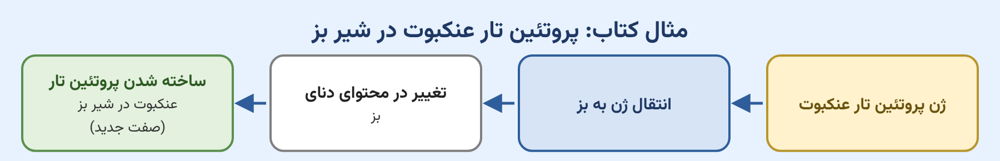 مثال کتاب: پروتئین تار عنکبوت در شیر بز
ژن پروتئین تار عنکبوت
انتقال ژن به بز
تغییر در محتوای دنای
بز
ساخته شدن پروتئین تار
عنکبوت در شیر بز
(صفت جدید)